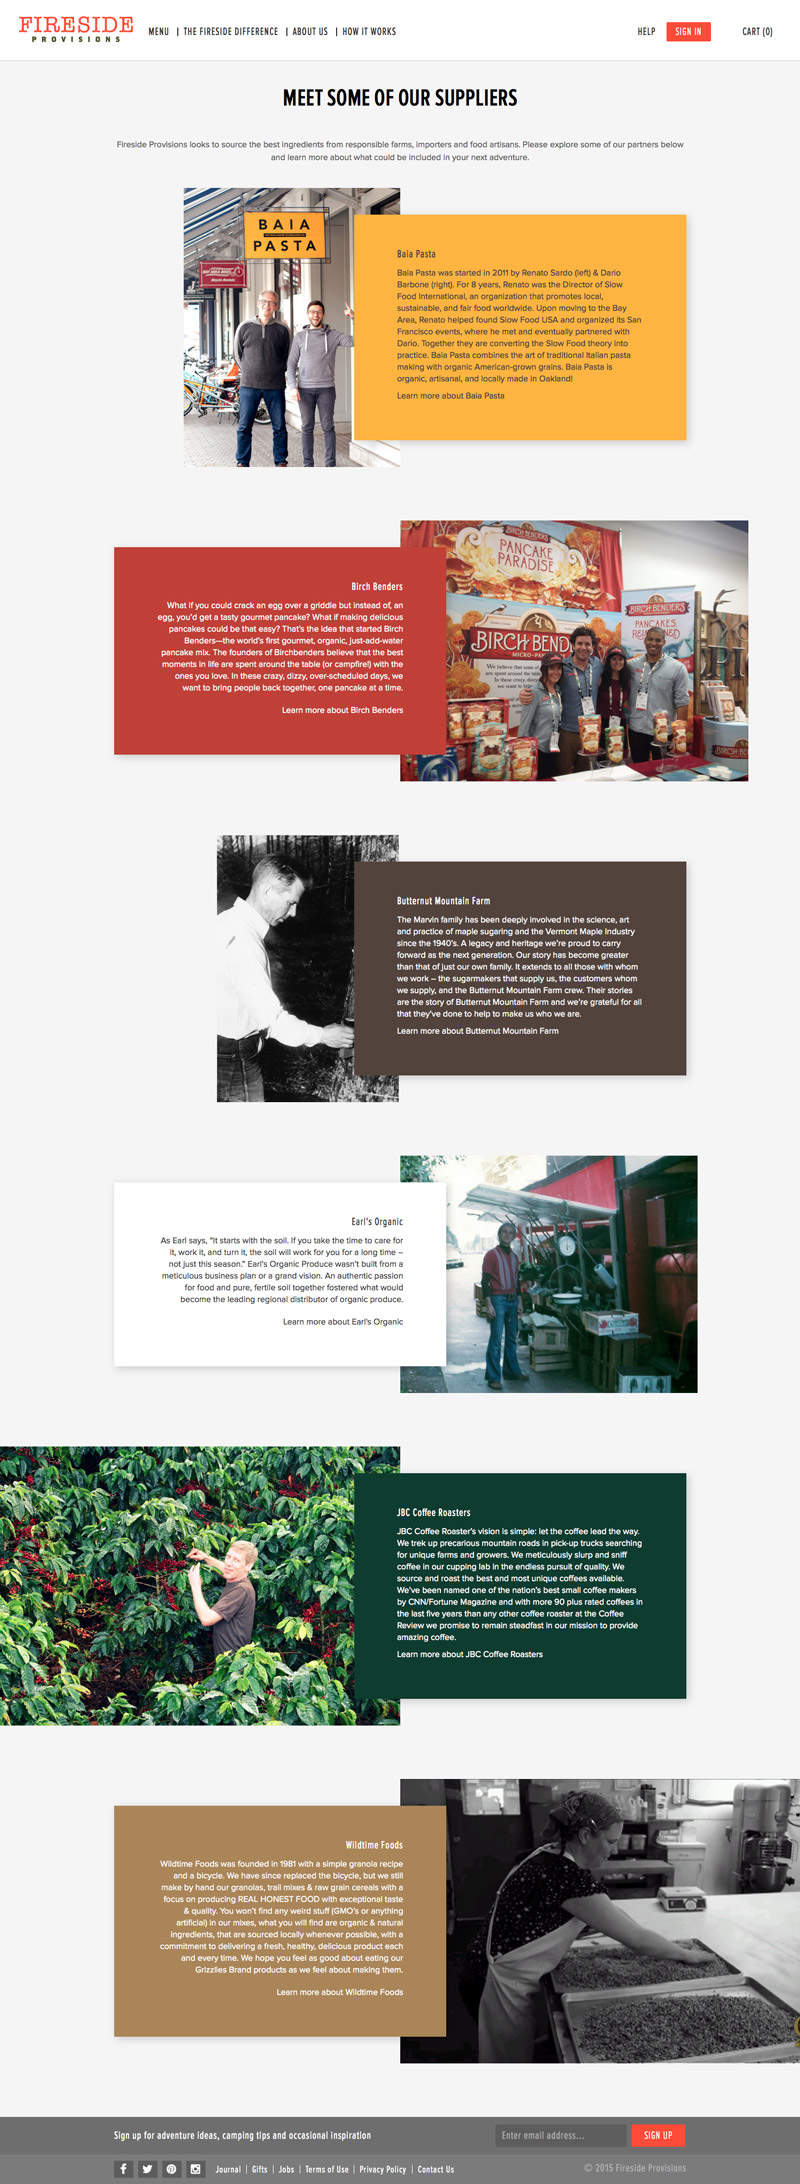 FIRESIDE
PROVISIONS
MENU | THE FIRESIDE DIFFERENCE | ABOUT US | HOW IT WORKS
HELP
SIGN IN
CART (0)
MEET SOME OF OUR SUPPLIERS
Fireside Provisions looks to source the best ingredients from responsible farms, importers and food artisans. Please explore some of our partners below
and learn more about what could be included in your next adventure.
BAIA
PASTA
Baia Pasta
Baia Pasta was started in 2011 by Renato Sardo (left) & Dario
Barbone (right). For 8 years, Renato was the Director of Slow
Food International, an organization that promotes local,
sustainable, and fair food worldwide. Upon moving to the Bay
Area, Renato helped found Slow Food USA and organized its San
Francisco events, where he met and eventually partnered with
Dario. Together they are converting the Slow Food theory into
practice. Baia Pasta combines the art of traditional Italian pasta
making with organic American-grown grains. Baia Pasta is
organic, artisanal, and locally made in Oakland!
Learn more about Baia Pasta
BIRCH BENDERS
PANCAKE
PARADISE
BIRCH BEND
MICRO-PAN
We believe that some of
are spent around the table
In these crazy, dizzy,
we want to bring
BIRCH BENDERS
PANCAKES,
Birch Benders
What if you could crack an egg over a griddle but instead of, an
egg, you'd get a tasty gourmet pancake? What if making delicious
pancakes could be that easy? That's the idea that started Birch
Benders—the world's first gourmet, organic, just-add-water
pancake mix. The founders of Birchbenders believe that the best
moments in life are spent around the table (or campfire!) with the
ones you love. In these crazy, dizzy, over-scheduled days, we
want to bring people back together, one pancake at a time.
Learn more about Birch Benders
Butternut Mountain Farm
The Marvin family has been deeply involved in the science, art
and practice of maple sugaring and the Vermont Maple Industry
since the 1940's. A legacy and heritage we're proud to carry
forward as the next generation. Our story has become greater
than that of just our own family. It extends to all those with whom
we work – the sugarmakers that supply us, the customers whom
we supply, and the Butternut Mountain Farm crew. Their stories
are the story of Butternut Mountain Farm and we're grateful for all
that they've done to help to make us who we are.
Learn more about Butternut Mountain Farm
Earl's Organic
As Earl says, "It starts with the soil. If you take the time to care for
it, work it, and turn it, the soil will work for you for a long time –
not just this season." Earl's Organic Produce wasn't built from a
meticulous business plan or a grand vision. An authentic passion
for food and pure, fertile soil together fostered what would
become the leading regional distributor of organic produce.
Learn more about Earl's Organic
JBC Coffee Roasters
JBC Coffee Roaster's vision is simple: let the coffee lead the way.
We trek up precarious mountain roads in pick-up trucks searching
for unique farms and growers. We meticulously slurp and sniff
coffee in our cupping lab in the endless pursuit of quality. We
source and roast the best and most unique coffees available.
We've been named one of the nation's best small coffee makers
by CNN/Fortune Magazine and with more 90 plus rated coffees in
the last five years than any other coffee roaster at the Coffee
Review we promise to remain steadfast in our mission to provide
amazing coffee.
Learn more about JBC Coffee Roasters
Wildtime Foods
Wildtime Foods was founded in 1981 with a simple granola recipe
and a bicycle. We have since replaced the bicycle, but we still
make by hand our granolas, trail mixes & raw grain cereals with a
focus on producing REAL HONEST FOOD with exceptional taste
& quality. You won't find any weird stuff (GMO's or anything
artificial) in our mixes, what you will find are organic & natural
ingredients, that are sourced locally whenever possible, with a
commitment to delivering a fresh, healthy, delicious product each
and every time. We hope you feel as good about eating our
Grizzlies Brand products as we feel about making them.
Learn more about Wildtime Foods
Sign up for adventure ideas, camping tips and occasional inspiration
Enter email address...
SIGN UP
Journal | Gifts | Jobs | Terms of Use | Privacy Policy | Contact Us
© 2015 Fireside Provisions